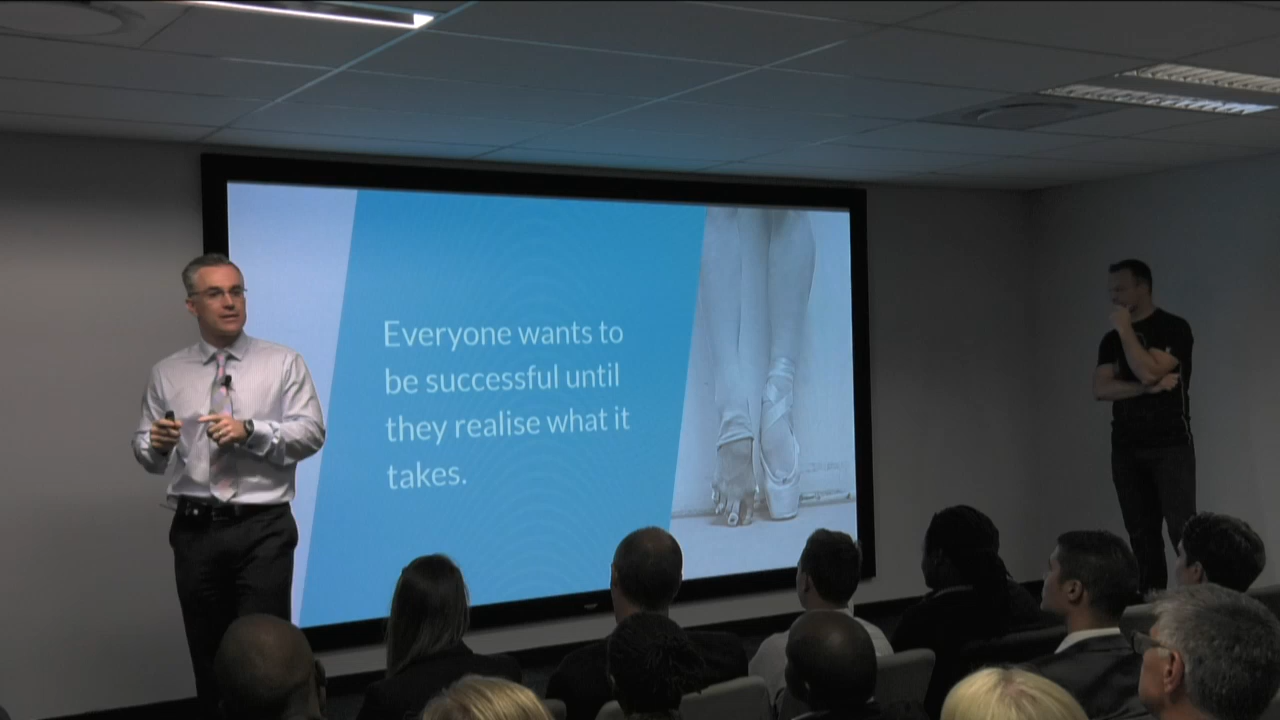 Everyone wants to
be successful until
they realise what it
takes.